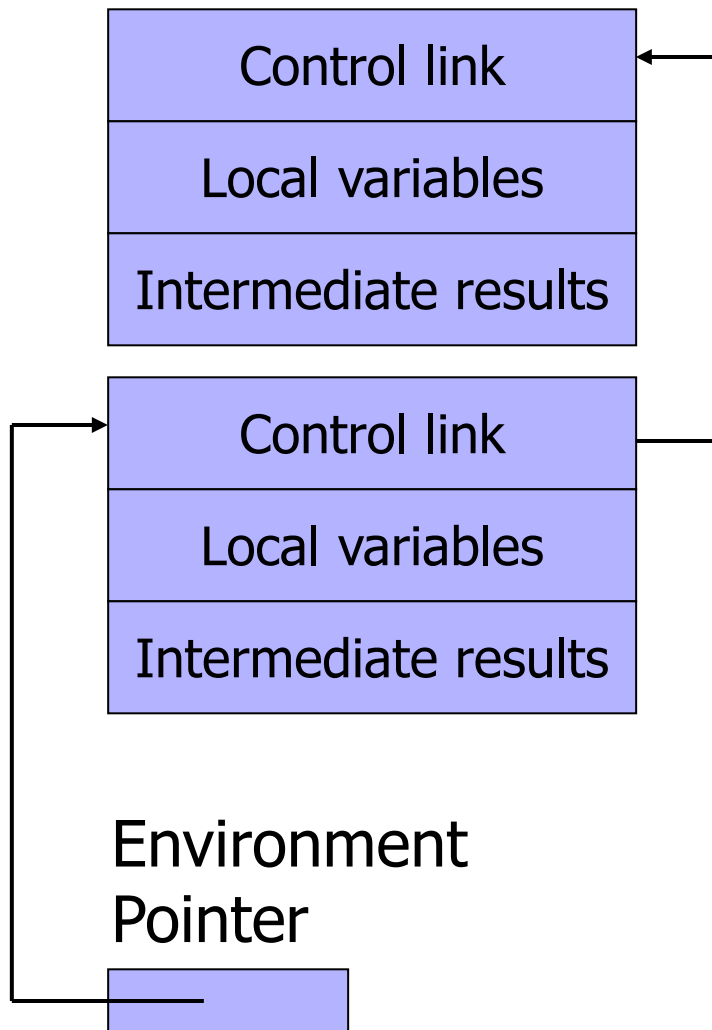 Control link
Local variables
Intermediate results
Control link
Local variables
Intermediate results
Environment
Pointer